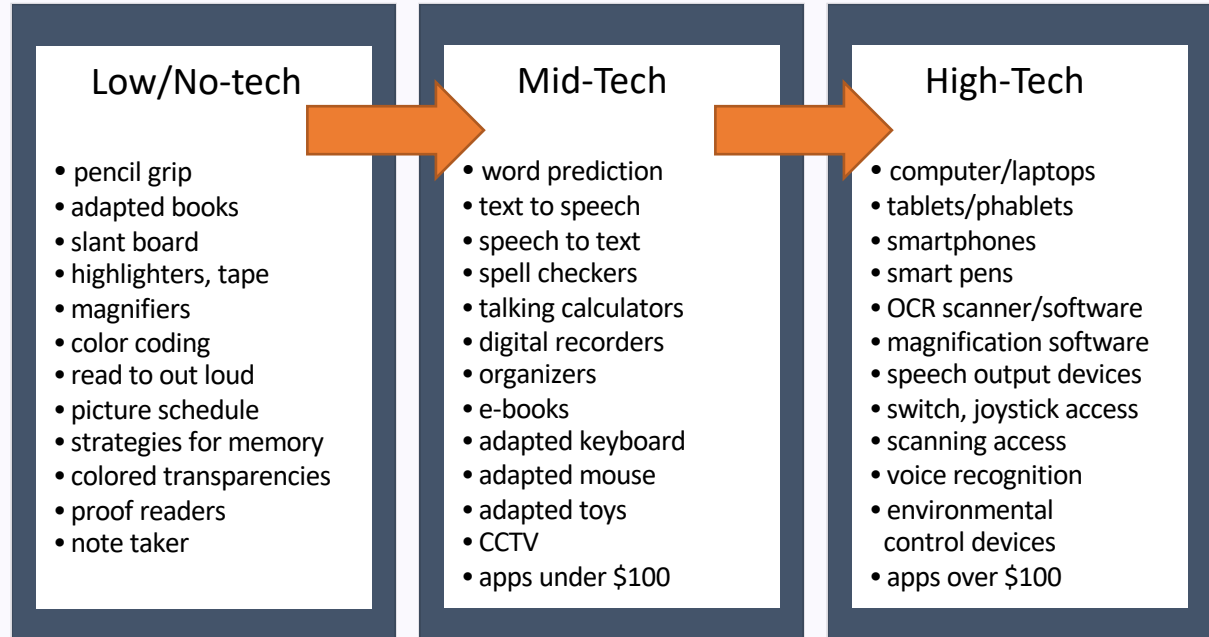 Low/No-tech
• pencil grip
• adapted books
• slant board
• highlighters, tape
• magnifiers
• color coding
• read to out loud
• picture schedule
• strategies for memory
• colored transparencies
• proof readers
• note taker
Mid-Tech
• word prediction
• text to speech
• speech to text
• spell checkers
• talking calculators
• digital recorders
• organizers
• e-books
• adapted keyboard
• adapted mouse
• adapted toys
• CCTV
• apps under $100
High-Tech
• computer/laptops
• tablets/phablets
• smartphones
• smart pens
• OCR scanner/software
• magnification software
• speech output devices
• switch, joystick access
• scanning access
• voice recognition
• environmental
control devices
• apps over $100